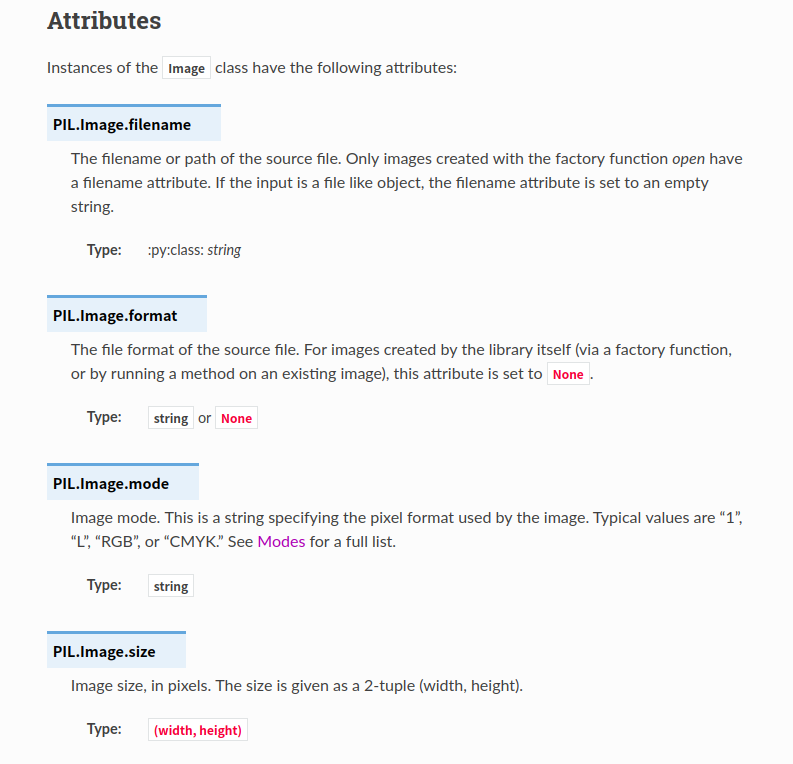 Attributes
Instances of the Image class have the following attributes:
PIL.Image.filename
The filename or path of the source file. Only images created with the factory function open have
a filename attribute. If the input is a file like object, the filename attribute is set to an empty
string.
Type: :py:class: string
PIL.Image.format
The file format of the source file. For images created by the library itself (via a factory function,
or by running a method on an existing image), this attribute is set to None.
Type: string or None
PIL.Image.mode
Image mode. This is a string specifying the pixel format used by the image. Typical values are “1”,
“L”, “RGB”, or “CMYK.” See Modes for a full list.
Type: string
PIL.Image.size
Image size, in pixels. The size is given as a 2-tuple (width, height).
Type: (width, height)